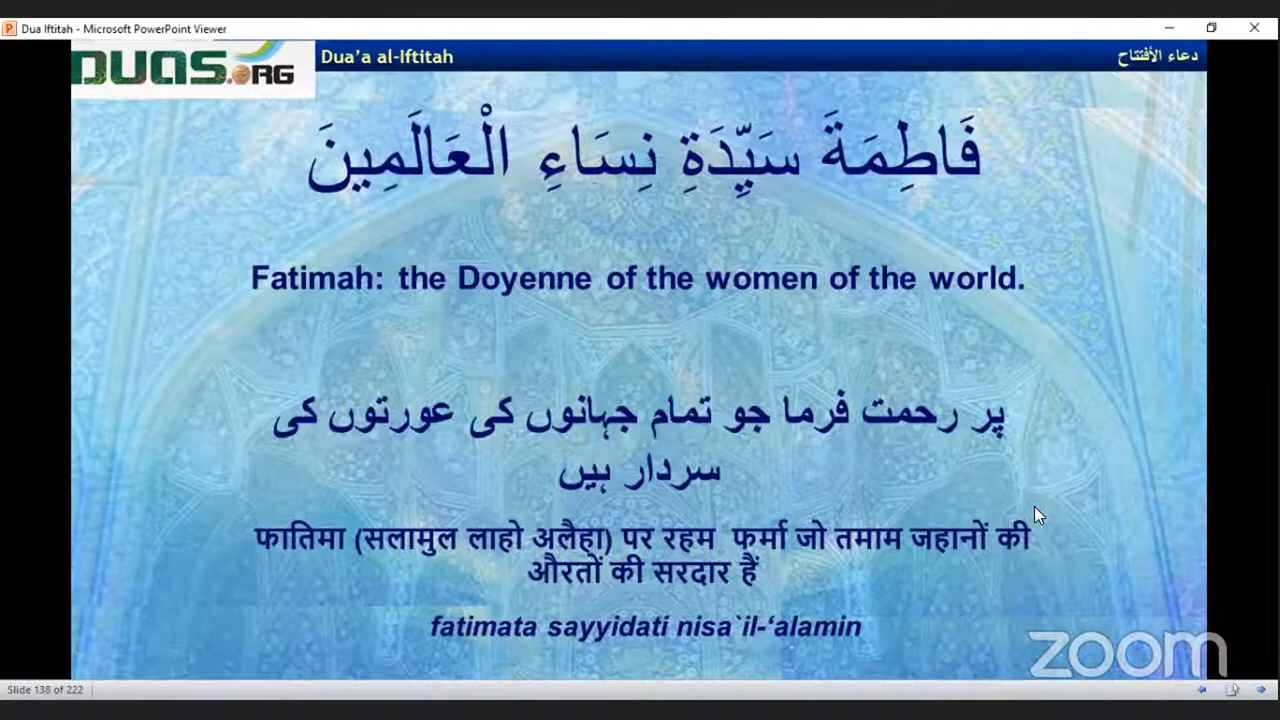 Dua Iftitah - Microsoft PowerPoint Viewer
DUAS.ORG
Dua’a al-Iftitah
دعاء الأفتتاح
فَاطِمَةَ سَيِّدَةِ نِسَاءِ الْعَالَمِينَ
Fatimah: the Doyenne of the women of the world.
پر رحمت فرما جو تمام جہانوں کی عورتوں کی
سردار ہیں
फातिमा (सलामुल लाहो अलैहा) पर रहम फर्मा जो तमाम जहानों की
औरतों की सरदार हैं
fatimata sayyidati nisa`il-‘alamin
zoom
Slide 138 of 222